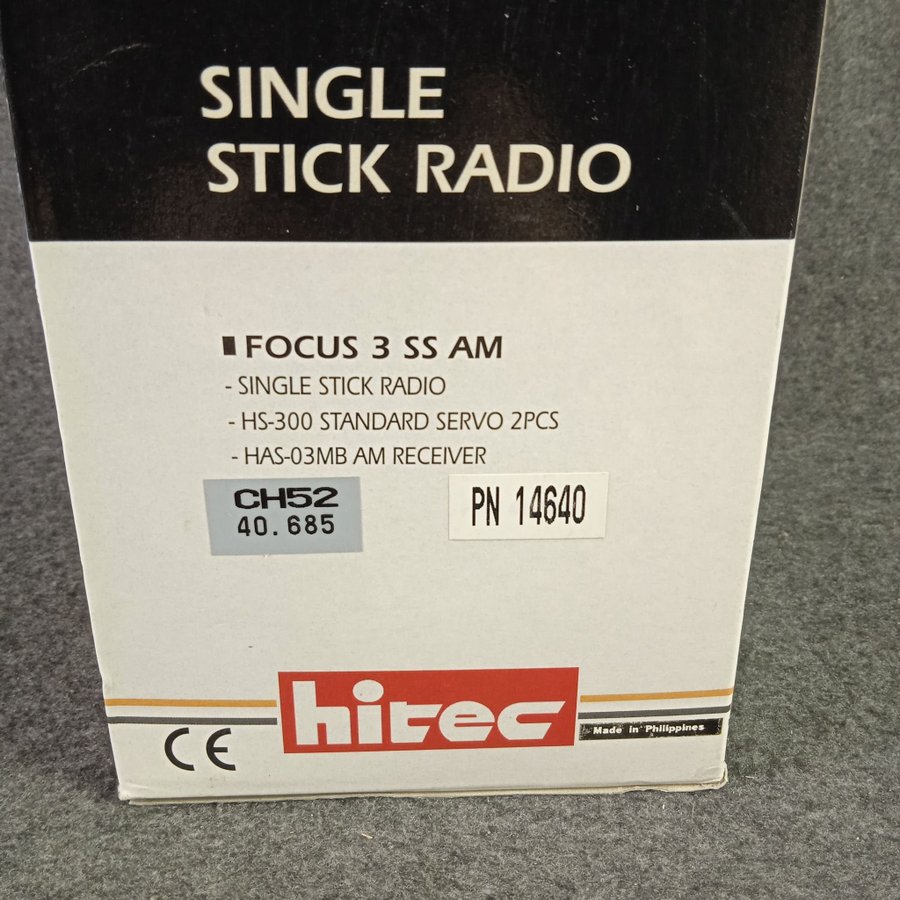 SINGLE
STICK RADIO
FOCUS 3 SS AM
- SINGLE STICK RADIO
- HS-300 STANDARD SERVO 2PCS
- HAS-03MB AM RECEIVER
CH52
40.685
PN 14640
hitec
Made in Philippines
CE